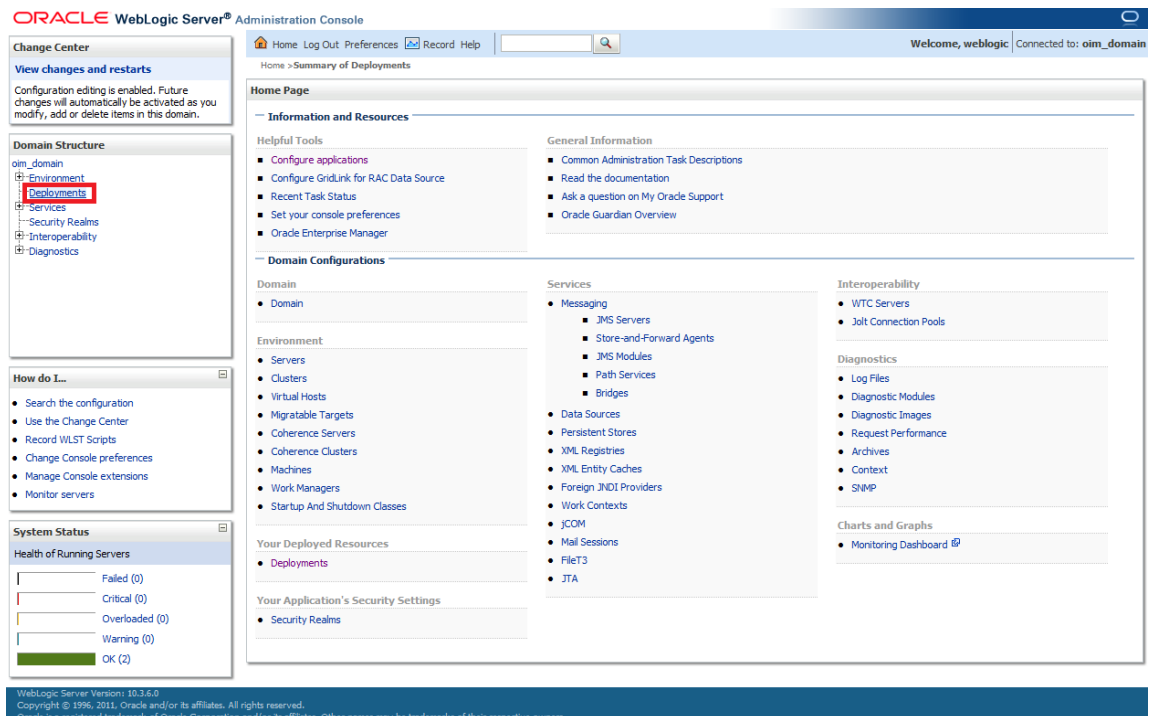 ORACLE WebLogic Server® Administration Console
Change Center
View changes and restarts
Configuration editing is enabled. Future
changes will automatically be activated as you
modify, add or delete items in this domain.
Domain Structure
oim_domain
Environment
Deployments
Services
Security Realms
Interoperability
Diagnostics
How do I...
Search the configuration
Use the Change Center
Record WLST Scripts
Change Console preferences
Manage Console extensions
Monitor servers
System Status
Health of Running Servers
Failed (0)
Critical (0)
Overloaded (0)
Warning (0)
OK (2)
Home Log Out Preferences Record Help
Welcome, weblogic Connected to: oim_domain
Home >Summary of Deployments
Home Page
Information and Resources
Helpful Tools
Configure applications
Configure GridLink for RAC Data Source
Recent Task Status
Set your console preferences
Oracle Enterprise Manager
General Information
Common Administration Task Descriptions
Read the documentation
Ask a question on My Oracle Support
Oracle Guardian Overview
Domain Configurations
Domain
Domain
Environment
Servers
Clusters
Virtual Hosts
Migratable Targets
Coherence Servers
Coherence Clusters
Machines
Work Managers
Startup And Shutdown Classes
Your Deployed Resources
Deployments
Your Application's Security Settings
Security Realms
Services
Messaging
JMS Servers
Store-and-Forward Agents
JMS Modules
Path Services
Bridges
Data Sources
Persistent Stores
XML Registries
XML Entity Caches
Foreign JNDI Providers
Work Contexts
jCOM
Mail Sessions
FileT3
JTA
Interoperability
WTC Servers
Jolt Connection Pools
Diagnostics
Log Files
Diagnostic Modules
Diagnostic Images
Request Performance
Archives
Context
SNMP
Charts and Graphs
Monitoring Dashboard
WebLogic Server Version: 10.3.6.0
Copyright © 1996, 2011, Oracle and/or its affiliates. All rights reserved.